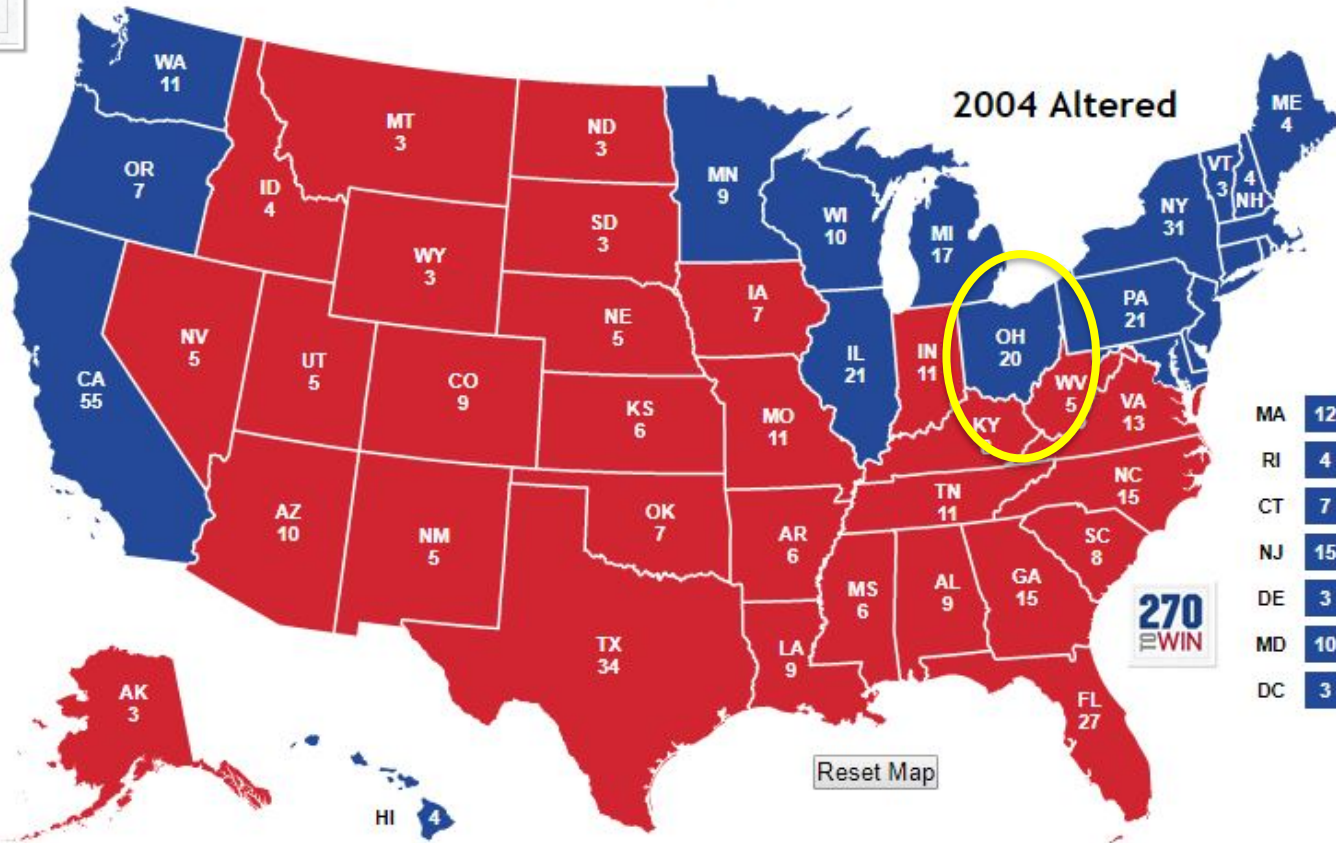 2004 Altered
WA
11
OR
7
CA
55
NV
5
ID
4
MT
3
WY
3
UT
5
CO
9
AZ
10
NM
5
ND
3
SD
3
NE
5
KS
6
OK
7
TX
34
MN
9
IA
7
MO
11
AR
6
LA
9
WI
10
IL
21
MI
17
IN
11
OH
20
KY
WV
5
VA
13
TN
11
NC
15
SC
8
MS
6
AL
9
GA
15
FL
27
PA
21
NY
31
VT
3
4
NH
ME
4
AK
3
HI 4
MA 12
RI 4
CT 7
NJ 15
DE 3
MD 10
DC 3
270
TO WIN
Reset Map